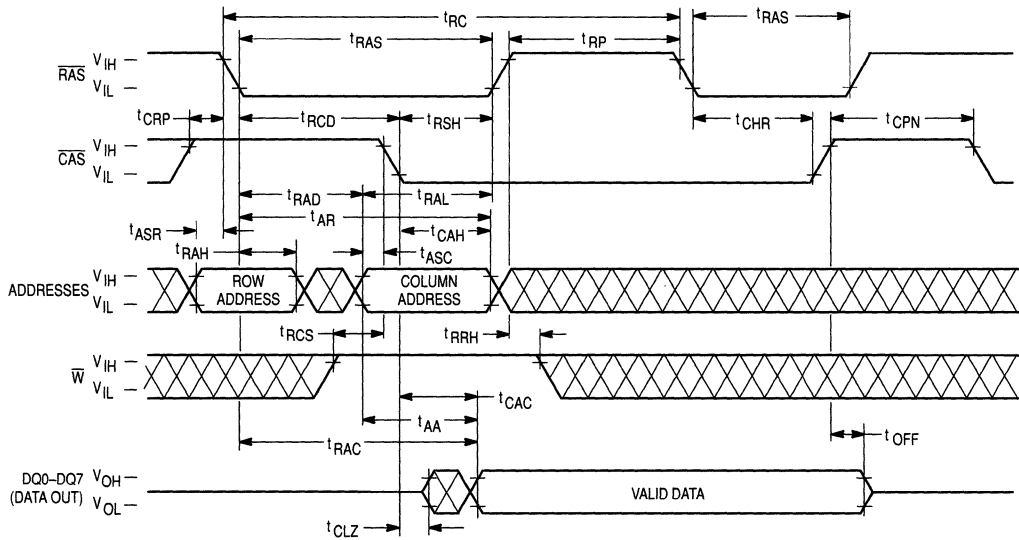 tRC
tRAS
tRAS
tRP
RAS
VIH
VIL
tCRP
tRCD
tRSH
tCHR
tCPN
CAS
VIH
VIL
tRAD
tRAL
tAR
tASR
tCAH
tRAH
tASC
ADDRESSES
VIH
VIL
ROW
ADDRESS
COLUMN
ADDRESS
tRCS
tRRH
W
VIH
VIL
tCAC
tAA
tRAC
tOFF
DQ0–DQ7
(DATA OUT)
VOH
VOL
VALID DATA
tCLZ